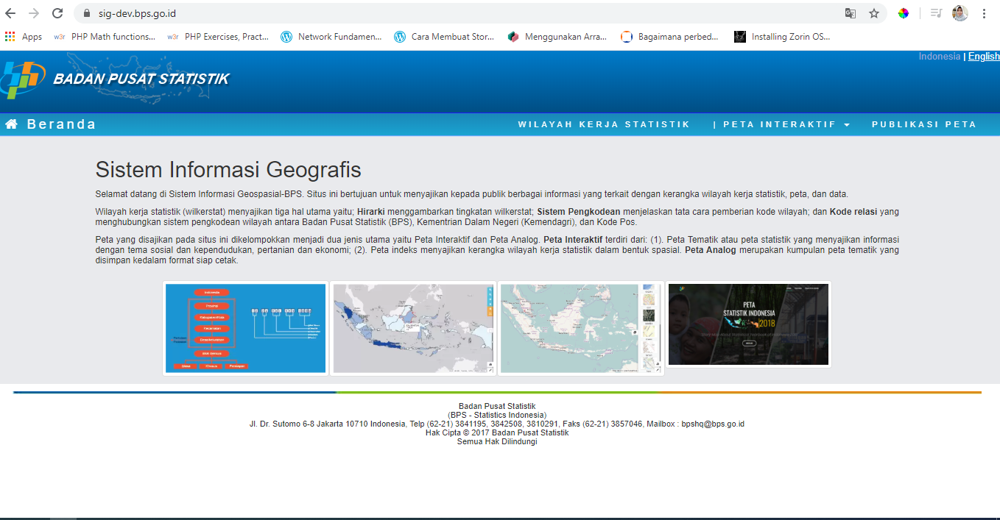 sig-dev.bps.go.id
Apps
w3r PHP Math functions...
w3r PHP Exercises, Pract...
Network Fundamen...
Cara Membuat Stor...
Menggunakan Arra...
Bagaimana perbed...
Installing Zorin OS...
Indonesia | English
BADAN PUSAT STATISTIK
Beranda
WILAYAH KERJA STATISTIK
| PETA INTERAKTIF
PUBLIKASI PETA
Sistem Informasi Geografis
Selamat datang di Sistem Informasi Geospasial-BPS. Situs ini bertujuan untuk menyajikan kepada publik berbagai informasi yang terkait dengan kerangka wilayah kerja statistik, peta, dan data.
Wilayah kerja statistik (wilkerstat) menyajikan tiga hal utama yaitu; Hirarki menggambarkan tingkatan wilkerstat; Sistem Pengkodean menjelaskan tata cara pemberian kode wilayah; dan Kode relasi yang
menghubungkan sistem pengkodean wilayah antara Badan Pusat Statistik (BPS), Kementrian Dalam Negeri (Kemendagri), dan Kode Pos.
Peta yang disajikan pada situs ini dikelompokkan menjadi dua jenis utama yaitu Peta Interaktif dan Peta Analog. Peta Interaktif terdiri dari: (1). Peta Tematik atau peta statistik yang menyajikan informasi
dengan tema sosial dan kependudukan, pertanian dan ekonomi; (2). Peta indeks menyajikan kerangka wilayah kerja statistik dalam bentuk spasial. Peta Analog merupakan kumpulan peta tematik yang
disimpan kedalam format siap cetak.
Indonesia
Provinsi
Kabupaten/Kota
Kecamatan
Desa/Kelurahan
Blok Sensus
Biasa
Khusus
Persiapan
PETA
STATISTIK INDONESIA
2018
Badan Pusat Statistik
(BPS - Statistics Indonesia)
Jl. Dr. Sutomo 6-8 Jakarta 10710 Indonesia, Telp (62-21) 3841195, 3842508, 3810291, Faks (62-21) 3857046, Mailbox : bpshq@bps.go.id
Hak Cipta © 2017 Badan Pusat Statistik
Semua Hak Dilindungi